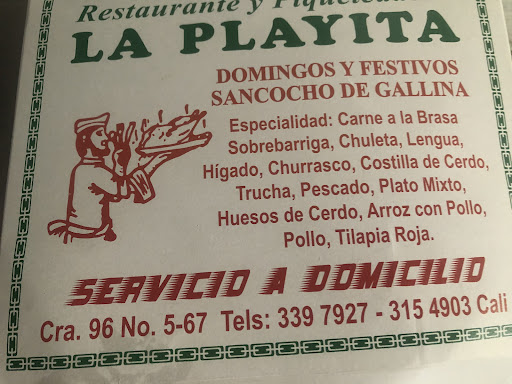 Restaurante y Piqueteadero
LA PLAYITA
DOMINGOS Y FESTIVOS
SANCOCHO DE GALLINA
Especialidad: Carne a la Brasa
Sobrebarriga, Chuleta, Lengua,
Hígado, Churrasco, Costilla de Cerdo,
Trucha, Pescado, Plato Mixto,
Huesos de Cerdo, Arroz con Pollo,
Pollo, Tilapia Roja.
SERVICIO A DOMICILIO
Cra. 96 No. 5-67 Tels: 339 7927 - 315 4903 Cali